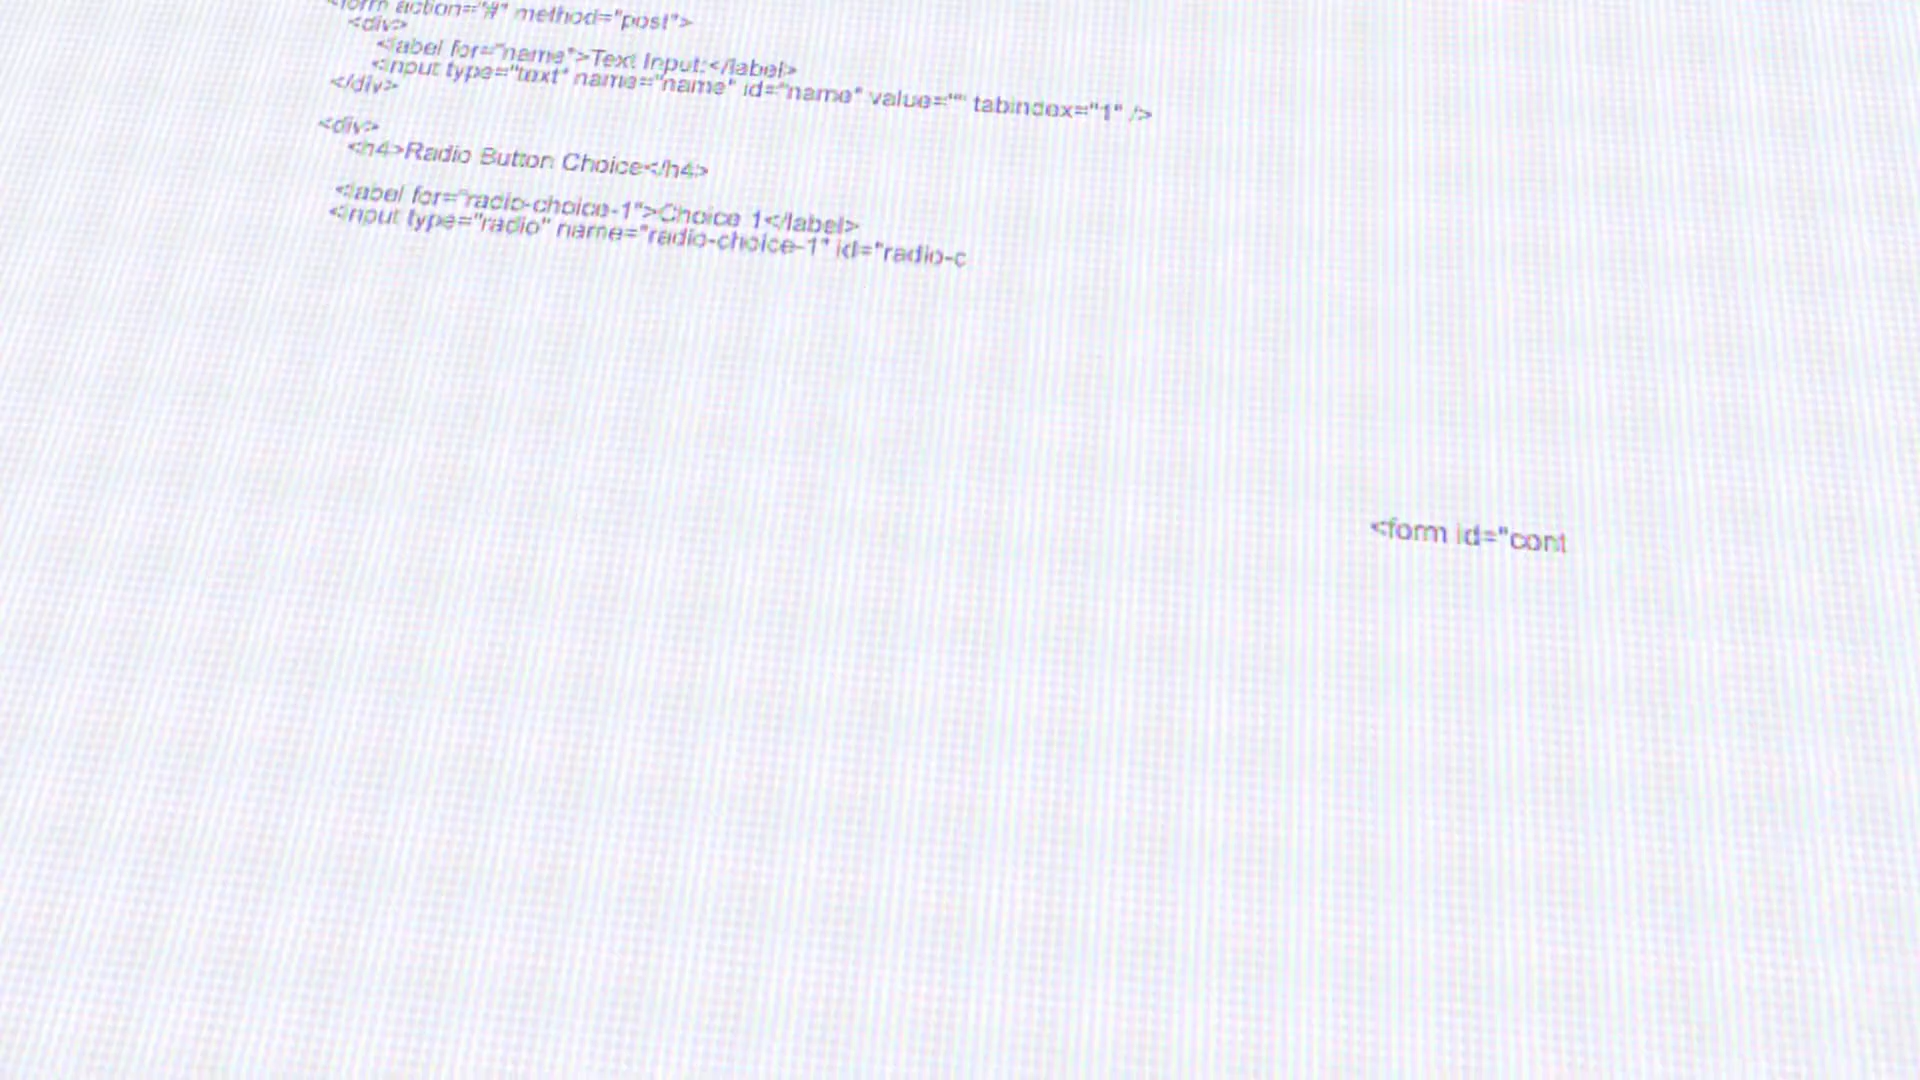 <form action="#" method="post">
<div>
<label for="name">Text Input:</label>
<input type="text" name="name" id="name" value="" tabindex="1" />
</div>
<div>
<h4>Radio Button Choice</h4>
<label for="radio-choice-1">Choice 1</label>
<input type="radio" name="radio-choice-1" id="radio-c
<form id="cont